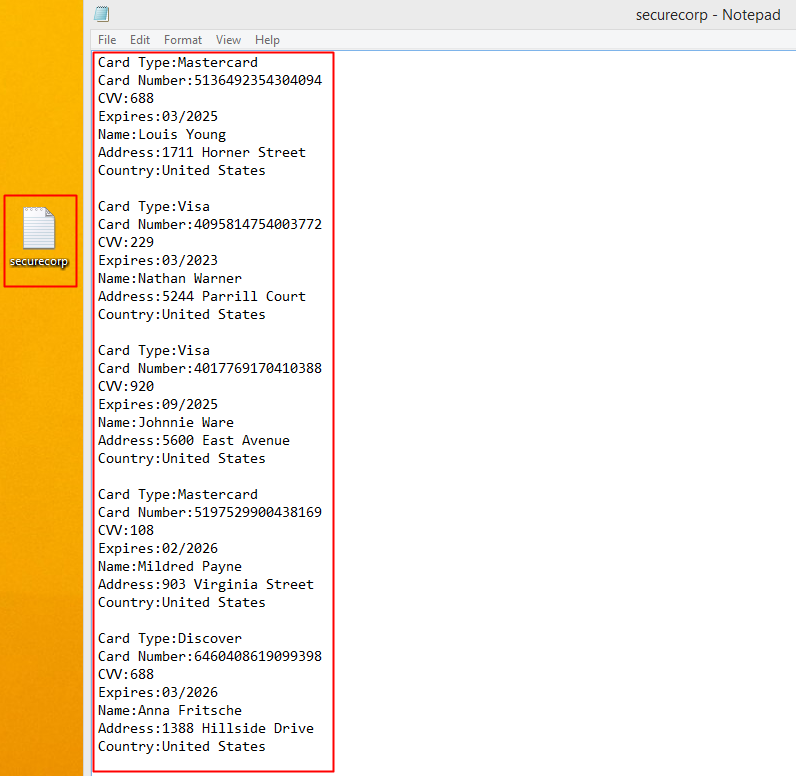 securecorp - Notepad
File Edit Format View Help
Card Type:Mastercard
Card Number:5136492354304094
CVV:688
Expires:03/2025
Name:Louis Young
Address:1711 Horner Street
Country:United States
Card Type:Visa
Card Number:4095814754003772
CVV:229
Expires:03/2023
Name:Nathan Warner
Address:5244 Parrill Court
Country:United States
Card Type:Visa
Card Number:4017769170410388
CVV:920
Expires:09/2025
Name:Johnnie Ware
Address:5600 East Avenue
Country:United States
Card Type:Mastercard
Card Number:5197529900438169
CVV:108
Expires:02/2026
Name:Mildred Payne
Address:903 Virginia Street
Country:United States
Card Type:Discover
Card Number:6460408619099398
CVV:688
Expires:03/2026
Name:Anna Fritsche
Address:1388 Hillside Drive
Country:United States
securecorp